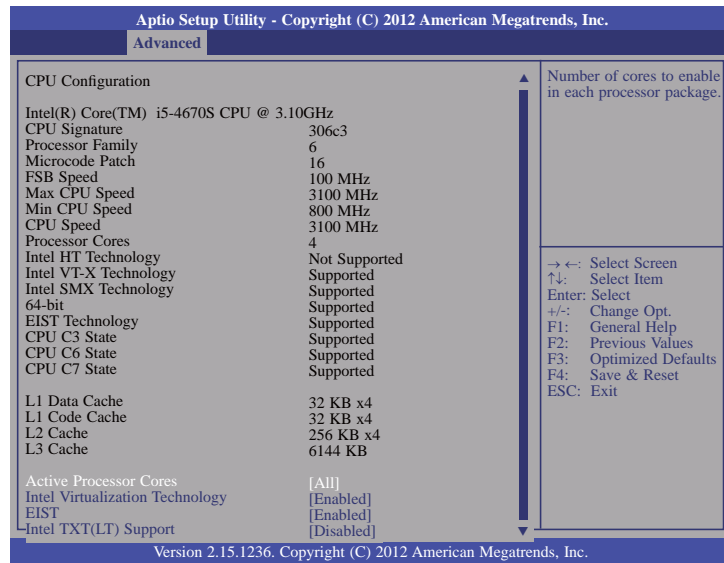 Aptio Setup Utility - Copyright (C) 2012 American Megatrends, Inc.
Advanced
CPU Configuration
Intel(R) Core(TM) i5-4670S CPU @ 3.10GHz
CPU Signature 306c3
Processor Family 6
Microcode Patch 16
FSB Speed 100 MHz
Max CPU Speed 3100 MHz
Min CPU Speed 800 MHz
CPU Speed 3100 MHz
Processor Cores 4
Intel HT Technology Not Supported
Intel VT-X Technology Supported
Intel SMX Technology Supported
64-bit Supported
EIST Technology Supported
CPU C3 State Supported
CPU C6 State Supported
CPU C7 State Supported
L1 Data Cache 32 KB x4
L1 Code Cache 32 KB x4
L2 Cache 256 KB x4
L3 Cache 6144 KB
Active Processor Cores [All]
Intel Virtualization Technology [Enabled]
EIST [Enabled]
Intel TXT(LT) Support [Disabled]
Number of cores to enable
in each processor package.
→ ←: Select Screen
↑↓: Select Item
Enter: Select
+/-: Change Opt.
F1: General Help
F2: Previous Values
F3: Optimized Defaults
F4: Save & Reset
ESC: Exit
Version 2.15.1236. Copyright (C) 2012 American Megatrends, Inc.